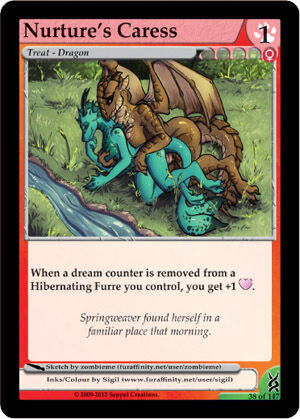 Nurture's Caress
1
Treat - Dragon
When a dream counter is removed from a
Hibernating Furre you control, you get +1 .
Springweaver found herself in a
familiar place that morning.
Sketch by zombieme (furaffinity.net/user/zombieme)
Inks/Colour by Sigil (www.furaffinity.net/user/sigil)
© 2009-2012 Seppel Creations.
38 of 147